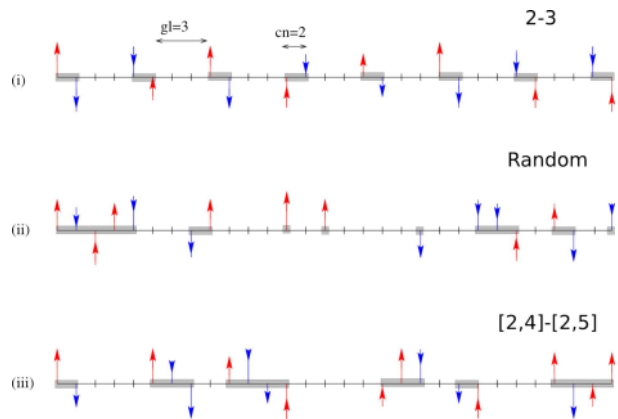 2-3
gl=3 cn=2
(i)
Random
(ii)
[2,4]-[2,5]
(iii)